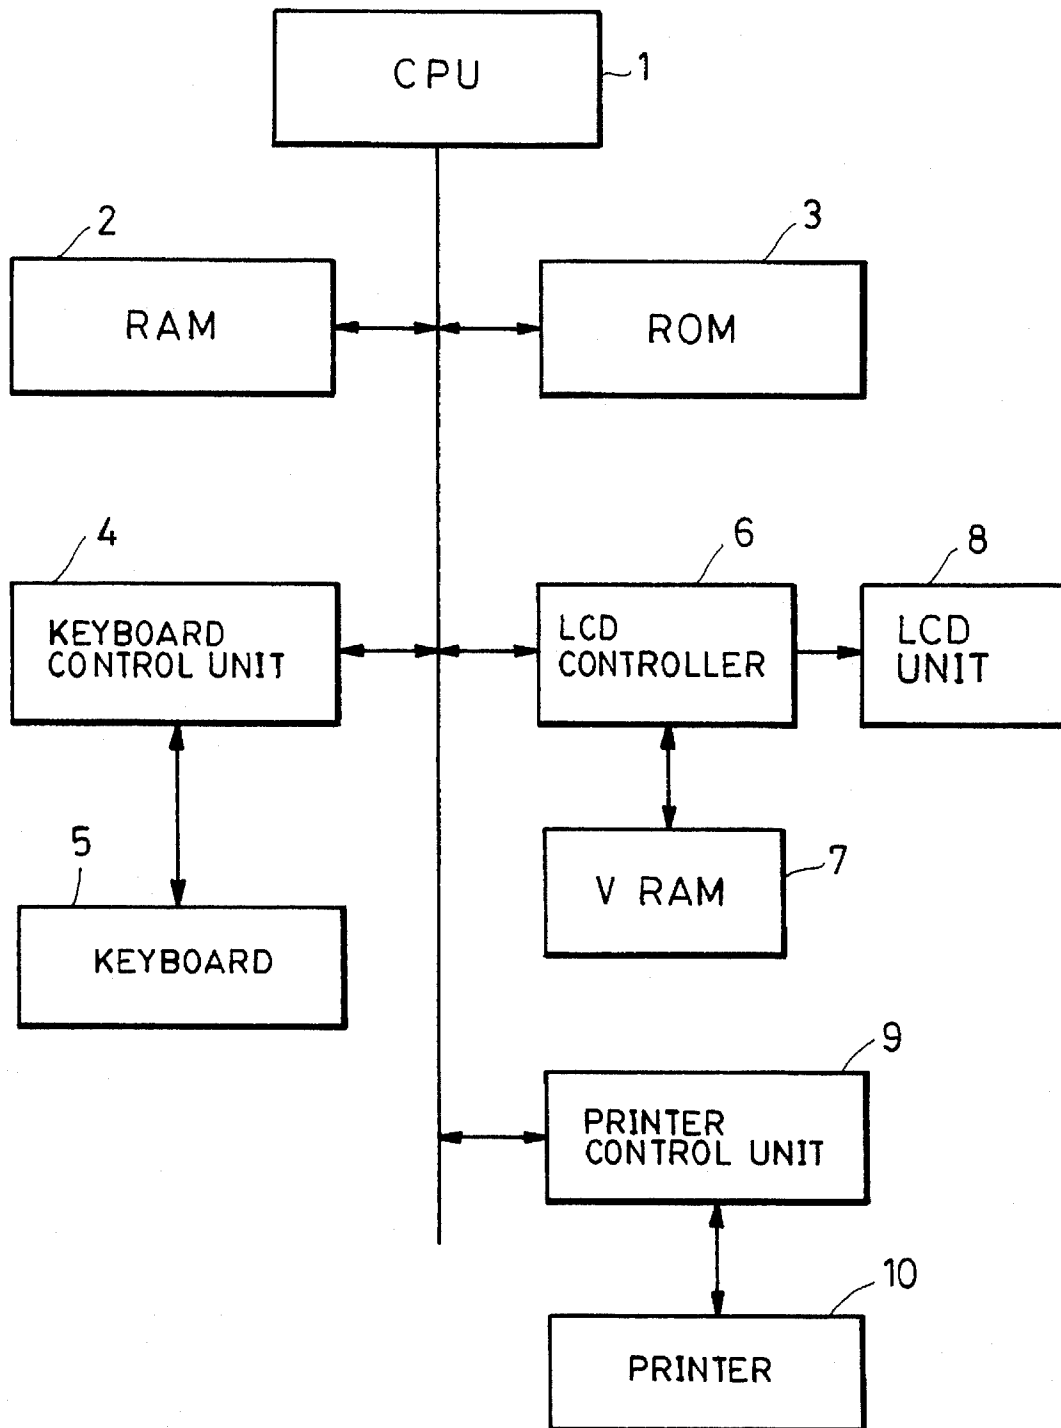 CPU
1
2
3
RAM
ROM
4
6
8
KEYBOARD
CONTROL UNIT
LCD
CONTROLLER
LCD
UNIT
5
7
V RAM
KEYBOARD
9
PRINTER
CONTROL UNIT
10
PRINTER